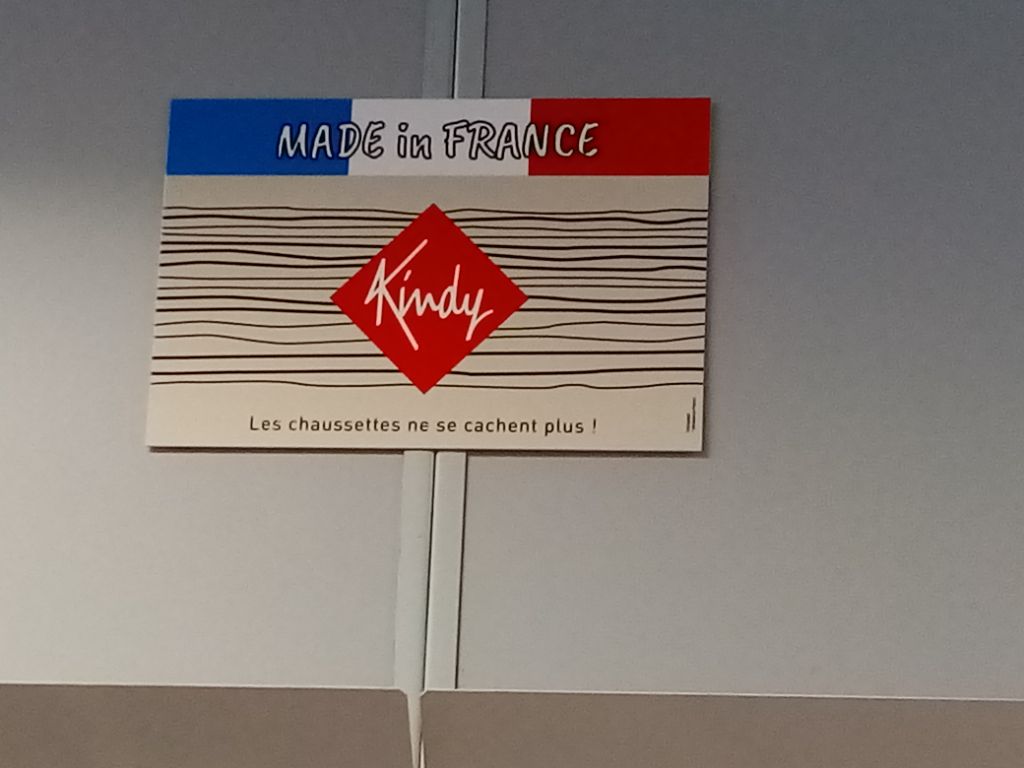 MADE in FRANCE
Kindy
Les chaussettes ne se cachent plus !